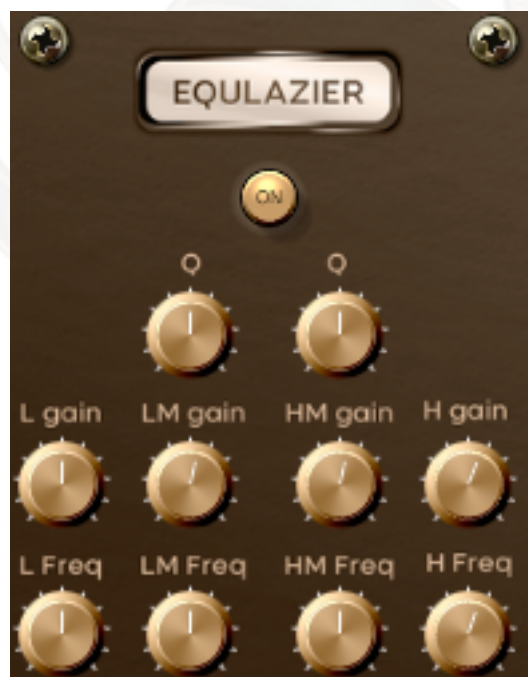 EQULAZIER
ON
Q Q
L gain LM gain HM gain H gain
L Freq LM Freq HM Freq H Freq